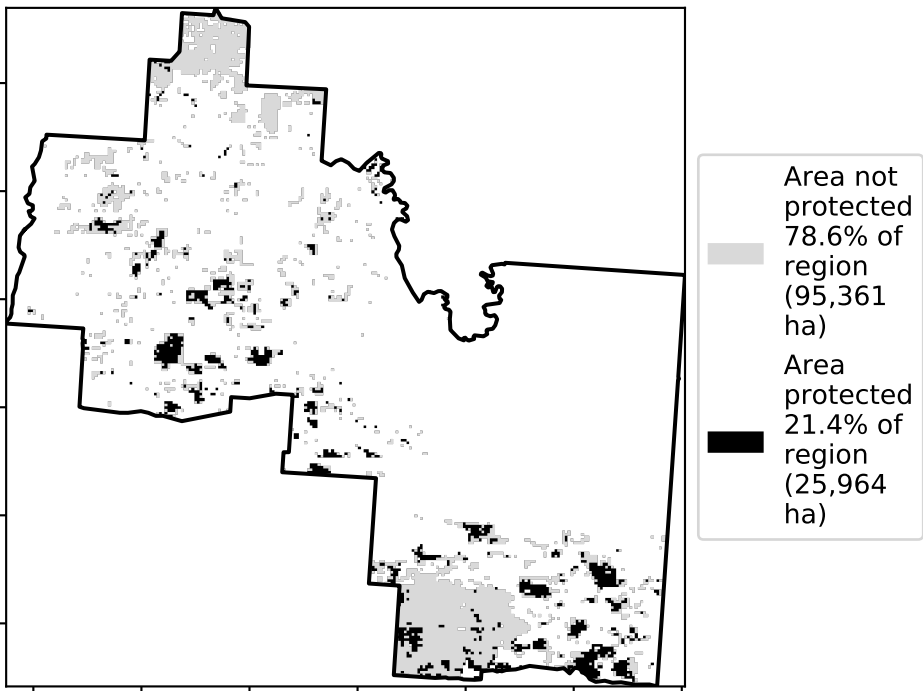 Area not
protected
78.6% of
region
(95,361
ha)
Area
protected
21.4% of
region
(25,964
ha)